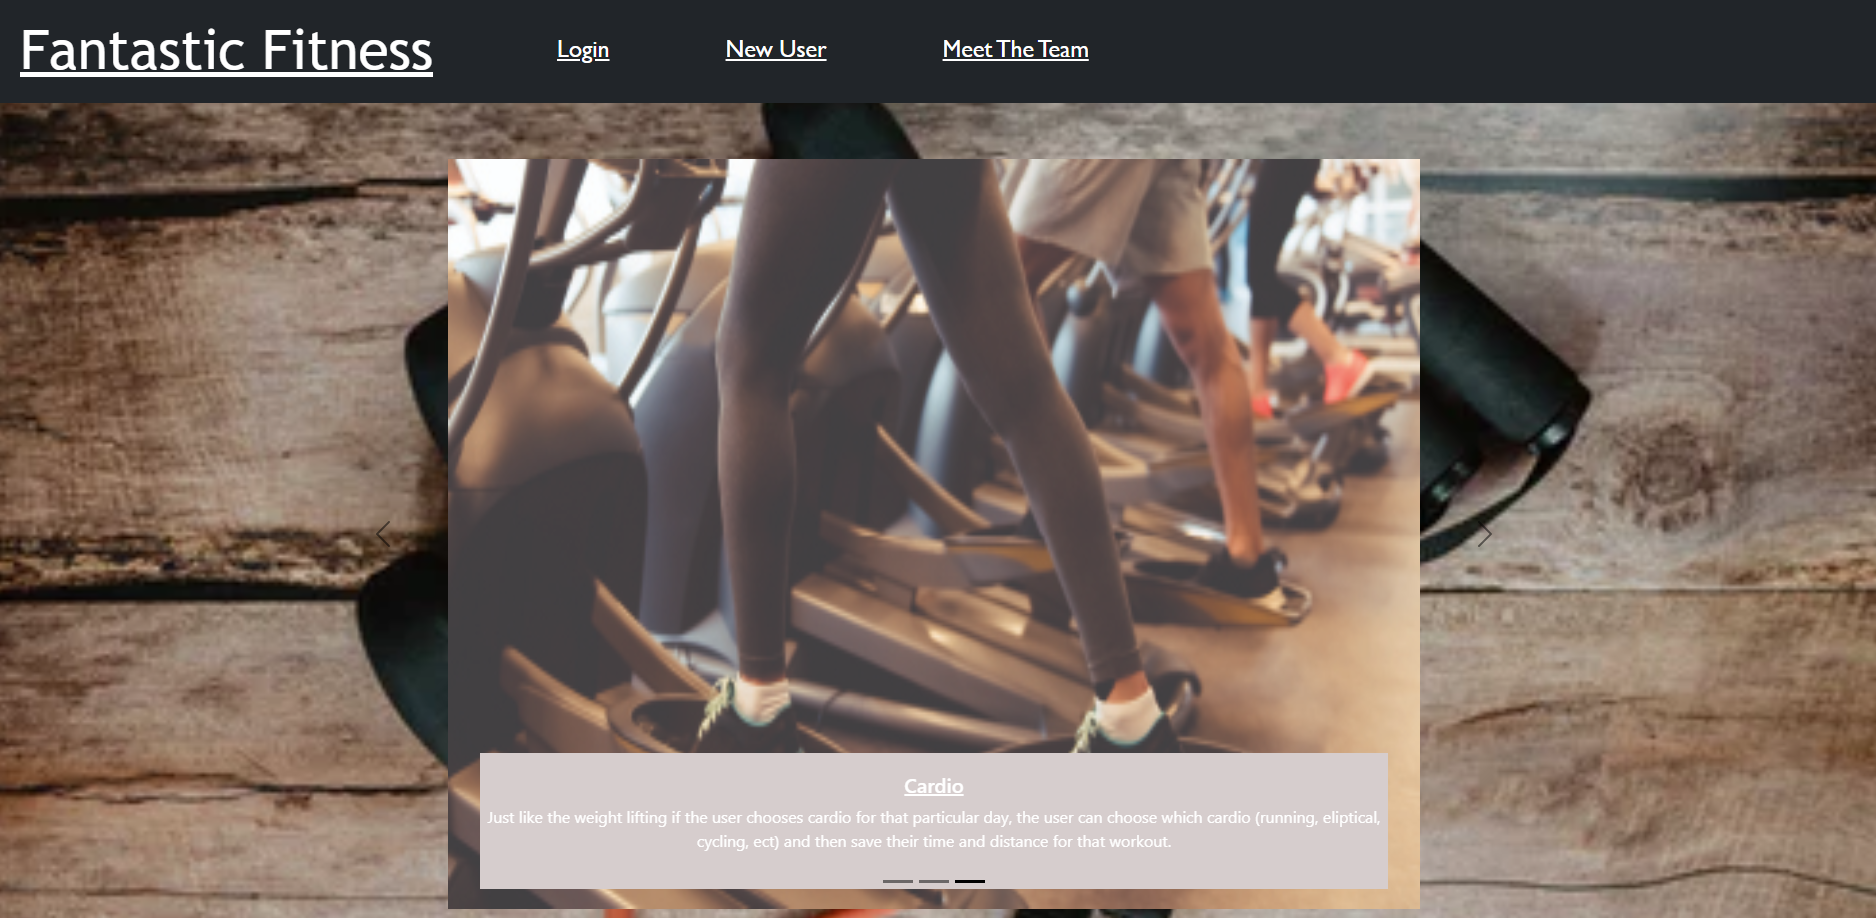 Fantastic Fitness
Login
New User
Meet The Team
Cardio
Just like the weight lifting if the user chooses cardio for that particular day, the user can choose which cardio (running, eliptical,
cycling, ect) and then save their time and distance for that workout.